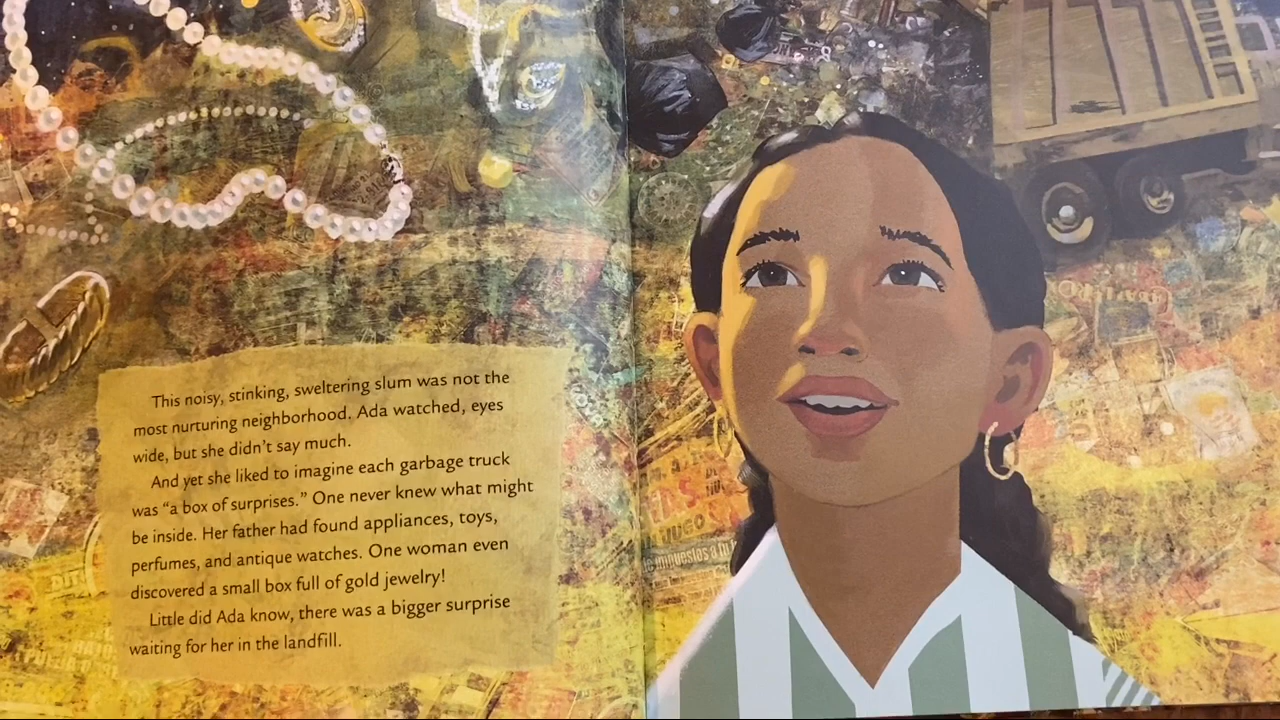 This noisy, stinking, sweltering slum was not the
most nurturing neighborhood. Ada watched, eyes
wide, but she didn't say much.
And yet she liked to imagine each garbage truck
was "a box of surprises." One never knew what might
be inside. Her father had found appliances, toys,
perfumes, and antique watches. One woman even
discovered a small box full of gold jewelry!
Little did Ada know, there was a bigger surprise
waiting for her in the landfill.